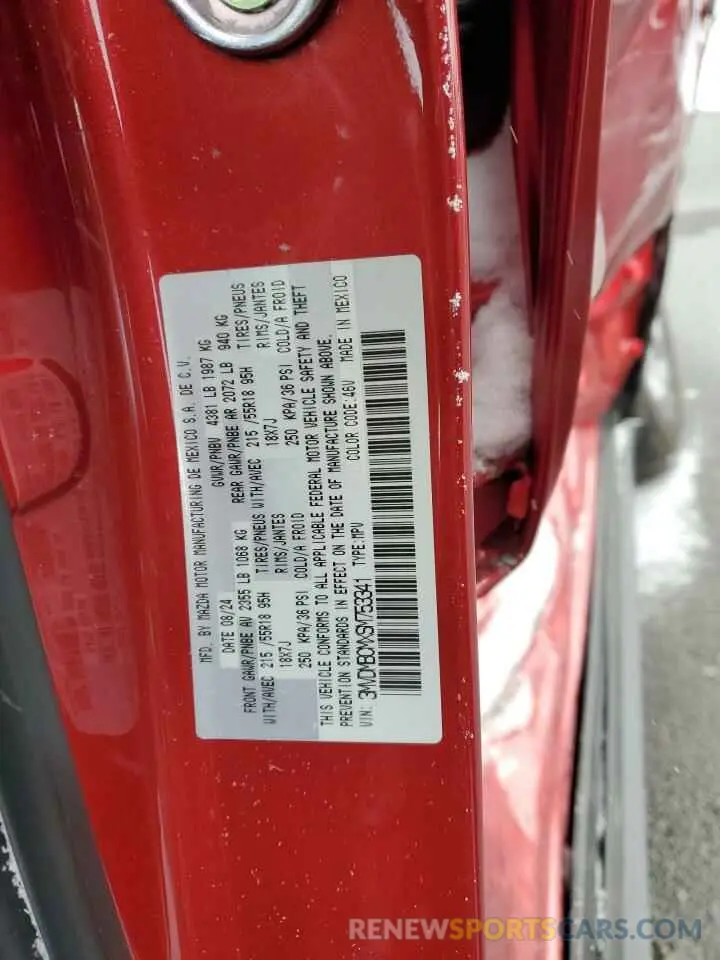 MFD. BY MAZDA MOTOR MANUFACTURING DE MEXICO S.A. DE C.V.
DATE 08/24 GVWR/PNBV 4381 LB 1987 KG
FRONT GAWR/PNBE AV 2355 LB 1068 KG REAR GAWR/PNBE AR 2072 LB 940 KG
WITH/AVEC 215 /55R18 95H TIRES/PNEUS WITH/AVEC 215 /55R18 95H TIRES/PNEUS
18X7J RIMS/JANTES 18X7J RIMS/JANTES
250 KPA/36 PSI COLD/A FROID 250 KPA/36 PSI COLD/A FROID
THIS VEHICLE CONFORMS TO ALL APPLICABLE FEDERAL MOTOR VEHICLE SAFETY AND THEFT
PREVENTION STANDARDS IN EFFECT ON THE DATE OF MANUFACTURE SHOWN ABOVE.
VIN: 3MVDMBCMXSM753341 TYPE:MPV COLOR CODE:46V MADE IN MEXICO
RENEWSPORTSCARS.COM